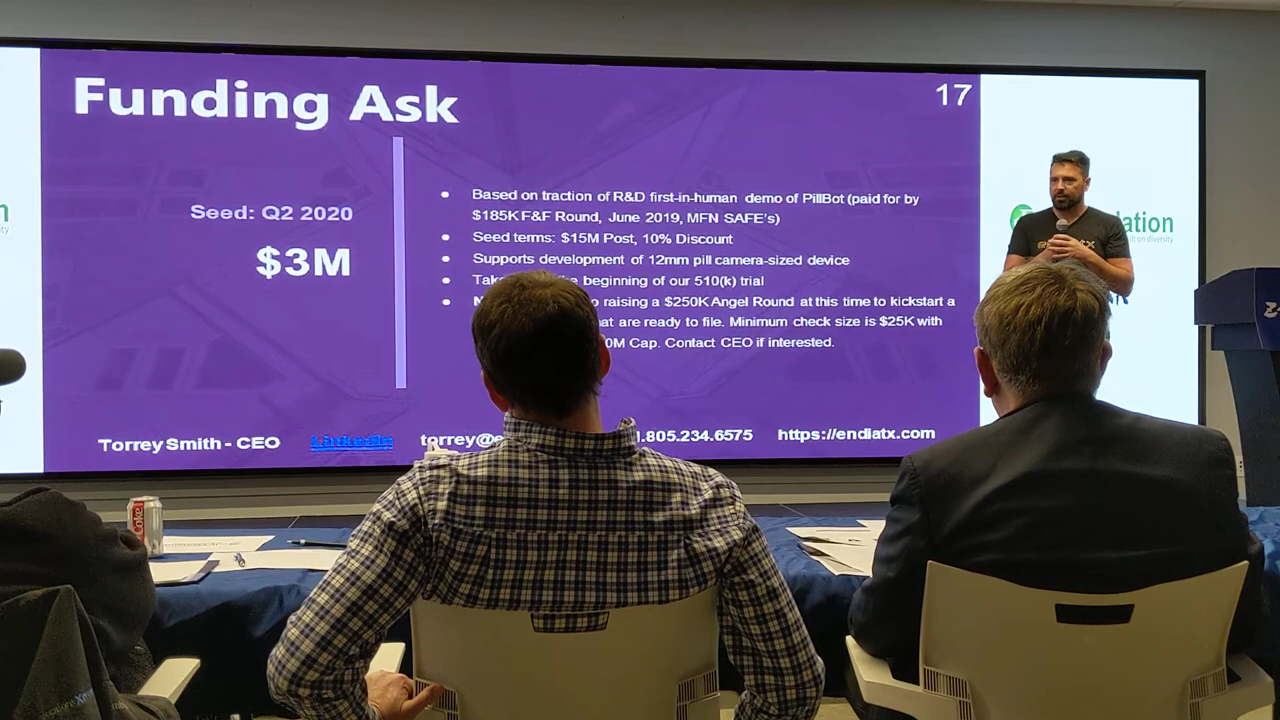 Funding Ask
17
Seed: Q2 2020
$3M
Based on traction of R&D first-in-human demo of PillBot (paid for by
$185K F&F Round, June 2019, MFN SAFE's)
Seed terms: $15M Post, 10% Discount
Supports development of 12mm pill camera-sized device
beginning of our 510(k) trial
raising a $250K Angel Round at this time to kickstart a
are ready to file. Minimum check size is $25K with
Cap. Contact CEO if interested.
Torrey Smith - CEO
LinkedIn
torrey@e
.805.234.6575
https://endiatx.com
Coke